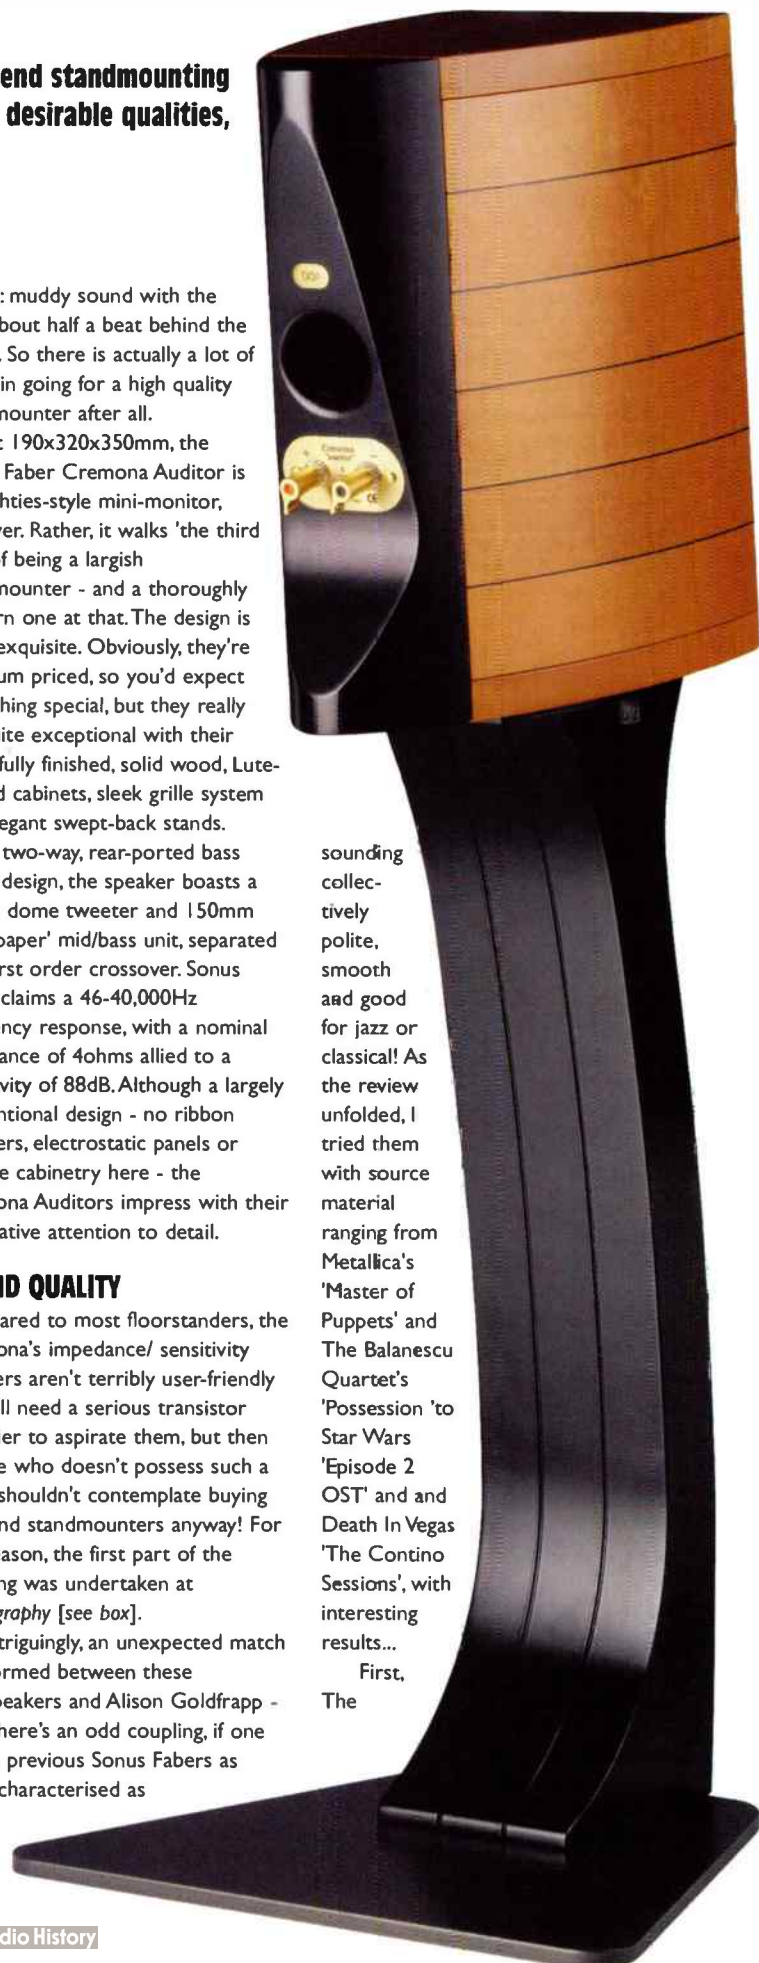 end standmounting
desirable qualities,
: muddy sound with the
bout half a beat behind the
. So there is actually a lot of
in going for a high quality
mounter after all.
t 190x320x350mm, the
Faber Cremona Auditor is
hties-style mini-monitor,
ver. Rather, it walks 'the third
of being a largish
mounter - and a thoroughly
rn one at that. The design is
exquisite. Obviously, they're
um priced, so you'd expect
thing special, but they really
ite exceptional with their
fully finished, solid wood, Lute-
d cabinets, sleek grille system
egant swept-back stands.
two-way, rear-ported bass
design, the speaker boasts a
dome tweeter and 150mm
paper' mid/bass unit, separated
rst order crossover. Sonus
claims a 46-40,000Hz
ency response, with a nominal
ance of 4ohms allied to a
ivity of 88dB. Although a largely
ntional design - no ribbon
ers, electrostatic panels or
e cabinetry here - the
ona Auditors impress with their
ative attention to detail.
ND QUALITY
ared to most floorstanders, the
ona's impedance/ sensitivity
ers aren't terribly user-friendly
ll need a serious transistor
ier to aspirate them, but then
e who doesn't possess such a
shouldn't contemplate buying
nd standmounters anyway! For
eason, the first part of the
ng was undertaken at
graphy [see box].
triguingly, an unexpected match
ormed between these
peakers and Alison Goldfrapp -
here's an odd coupling, if one
previous Sonus Fabers as
characterised as
sounding
collec-
tively
polite,
smooth
and good
for jazz or
classical! As
the review
unfolded, I
tried them
with source
material
ranging from
Metallica's
'Master of
Puppets' and
The Balanescu
Quartet's
'Possession 'to
Star Wars
'Episode 2
OST' and and
Death In Vegas
'The Contino
Sessions', with
interesting
results...
First,
The
dio History